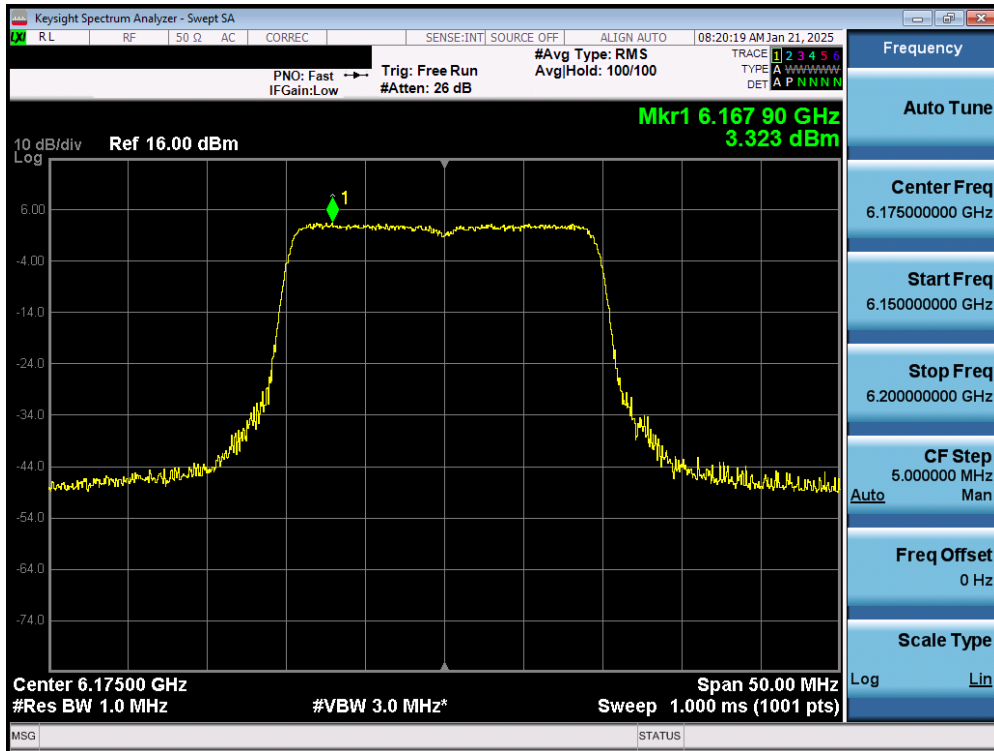 Keysight Spectrum Analyzer - Swept SA
LXI RL RF 50 Ω AC CORREC SENSE:INT SOURCE OFF ALIGN AUTO 08:20:19 AM Jan 21, 2025
PNO: Fast
IFGain:Low
Trig: Free Run
#Atten: 26 dB
#Avg Type: RMS
Avg|Hold: 100/100
TRACE 1 2 3 4 5 6
TYPE A WWWWW
DET A P N N N N
Mkr1 6.167 90 GHz
3.323 dBm
10 dB/div Ref 16.00 dBm
Log
1
6.00
-4.00
-14.0
-24.0
-34.0
-44.0
-54.0
-64.0
-74.0
Center 6.17500 GHz Span 50.00 MHz
#Res BW 1.0 MHz #VBW 3.0 MHz* Sweep 1.000 ms (1001 pts)
MSG STATUS
Frequency
Auto Tune
Center Freq
6.175000000 GHz
Start Freq
6.150000000 GHz
Stop Freq
6.200000000 GHz
CF Step
5.000000 MHz
Auto Man
Freq Offset
0 Hz
Scale Type
Log Lin